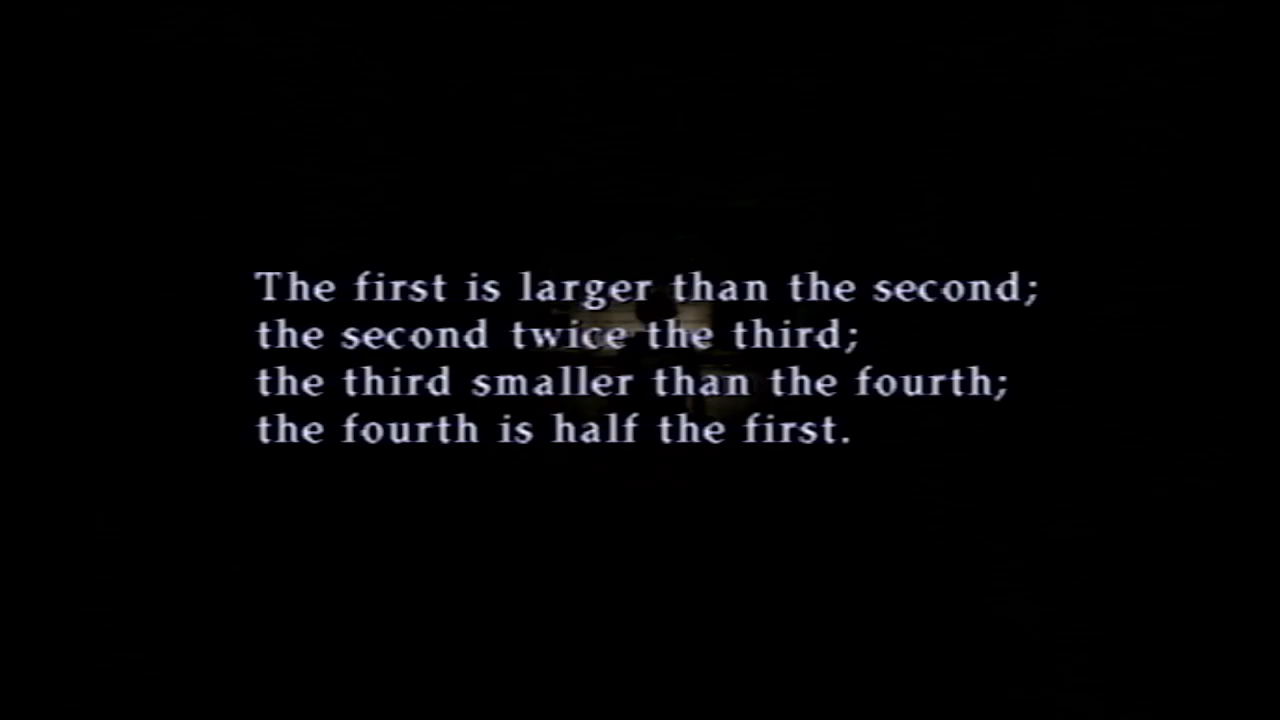 The first is larger than the second;
the second twice the third;
the third smaller than the fourth;
the fourth is half the first.